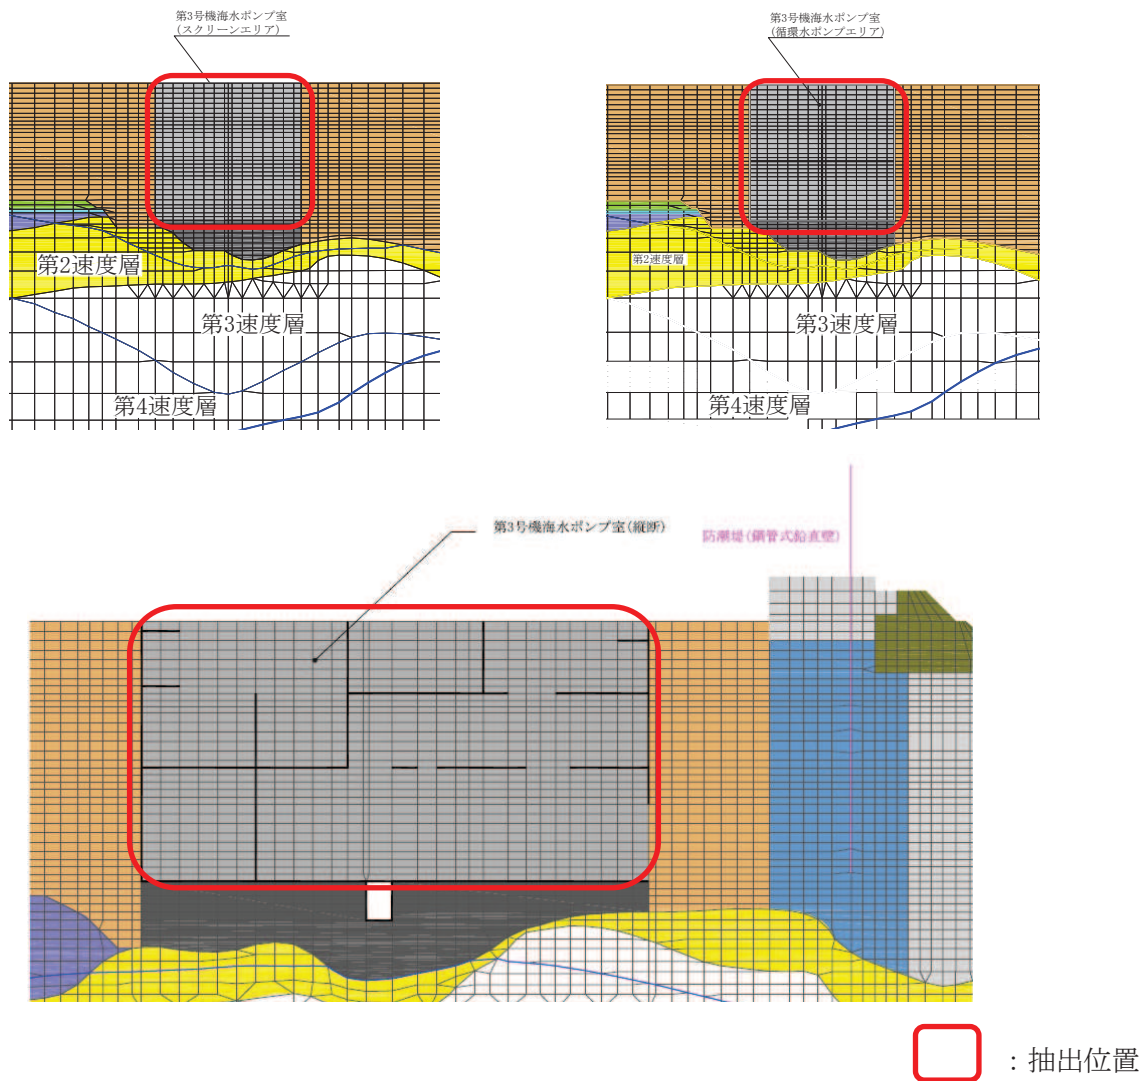 第3号機海水ポンプ室
(スクリーンエリア)
第3号機海水ポンプ室
(循環水ポンプエリア)
第2速度層
第3速度層
第4速度層
第2速度層
第3速度層
第4速度層
第3号機海水ポンプ室(縦断)
防潮堤(鋼管式鉛直壁)
：抽出位置